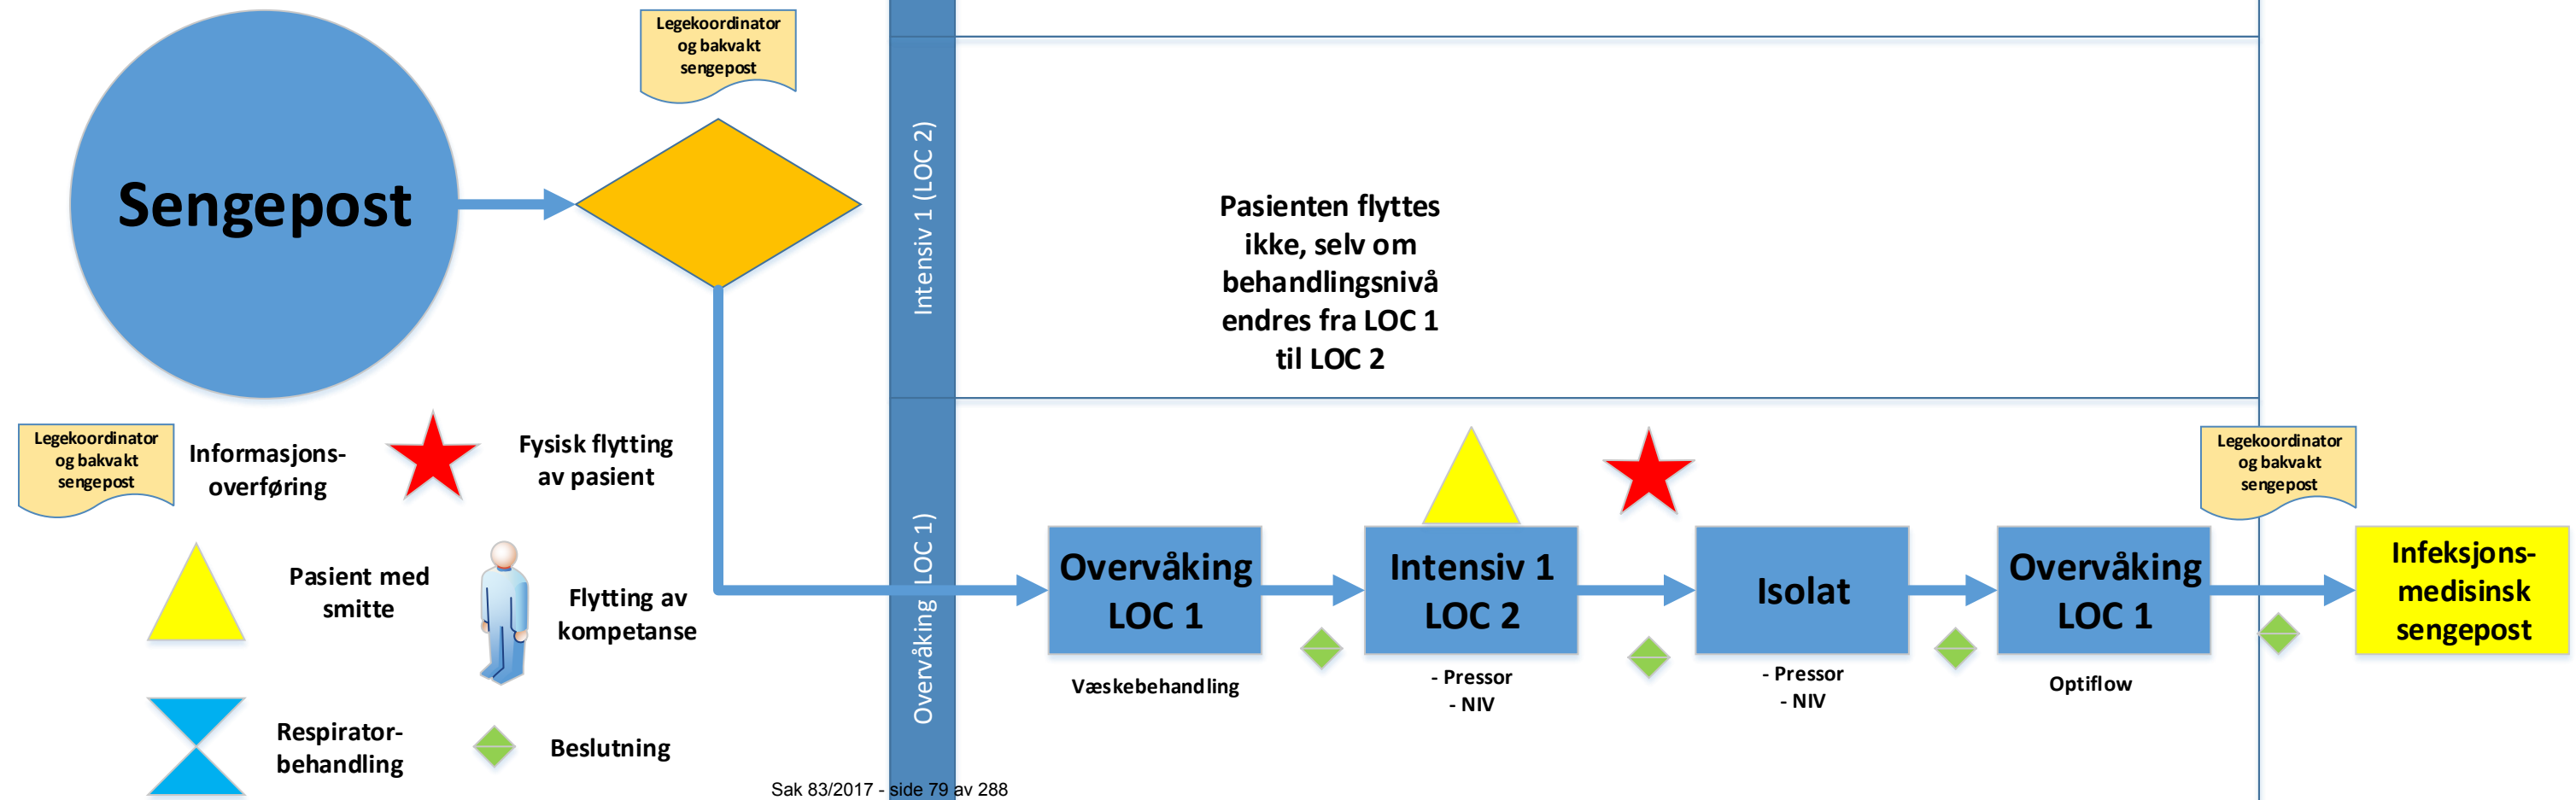 Legekoordinator
og bakvakt
sengepost
Sengepost
Intensiv 1 (LOC 2)
Pasienten flyttes
ikke, selv om
behandlingsnivå
endres fra LOC 1
til LOC 2
Legekoordinator
og bakvakt
sengepost
Informasjons-
overføring
Fysisk flytting
av pasient
Pasient med
smitte
Flytting av
kompetanse
Respirator-
behandling
Beslutning
Overvåking (LOC 1)
Overvåking
LOC 1
Væskebehandling
Intensiv 1
LOC 2
- Pressor
- NIV
Isolat
- Pressor
- NIV
Overvåking
LOC 1
Optiflow
Legekoordinator
og bakvakt
sengepost
Infeksjons-
medisinsk
sengepost
Sak 83/2017 - side 79 av 288